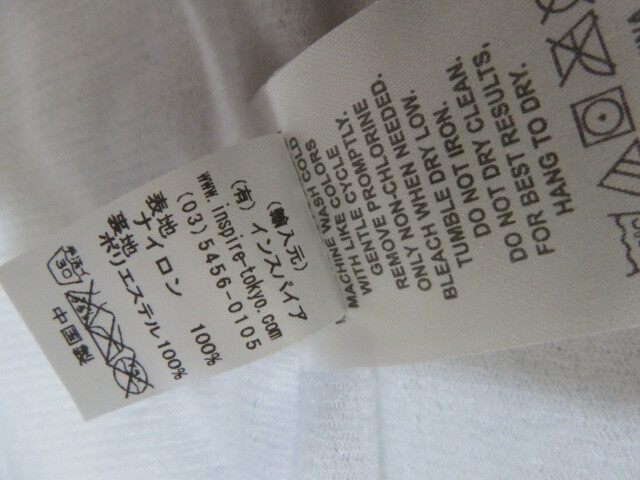 MACHINE WASH COLD
WITH LIKE COLORS
GENTLE CYCLE.
REMOVE PROMPTLY.
ONLY NON-CHLORINE
BLEACH WHEN NEEDED.
TUMBLE DRY LOW.
DO NOT IRON.
DO NOT DRY CLEAN.
FOR BEST RESULTS,
HANG TO DRY.
(輸入元)
(有) インスパイア
www.inspire-tokyo.com
(03) 5456-0105
表地
ナイロン 100%
裏地
ポリエステル 100%
30
中国製